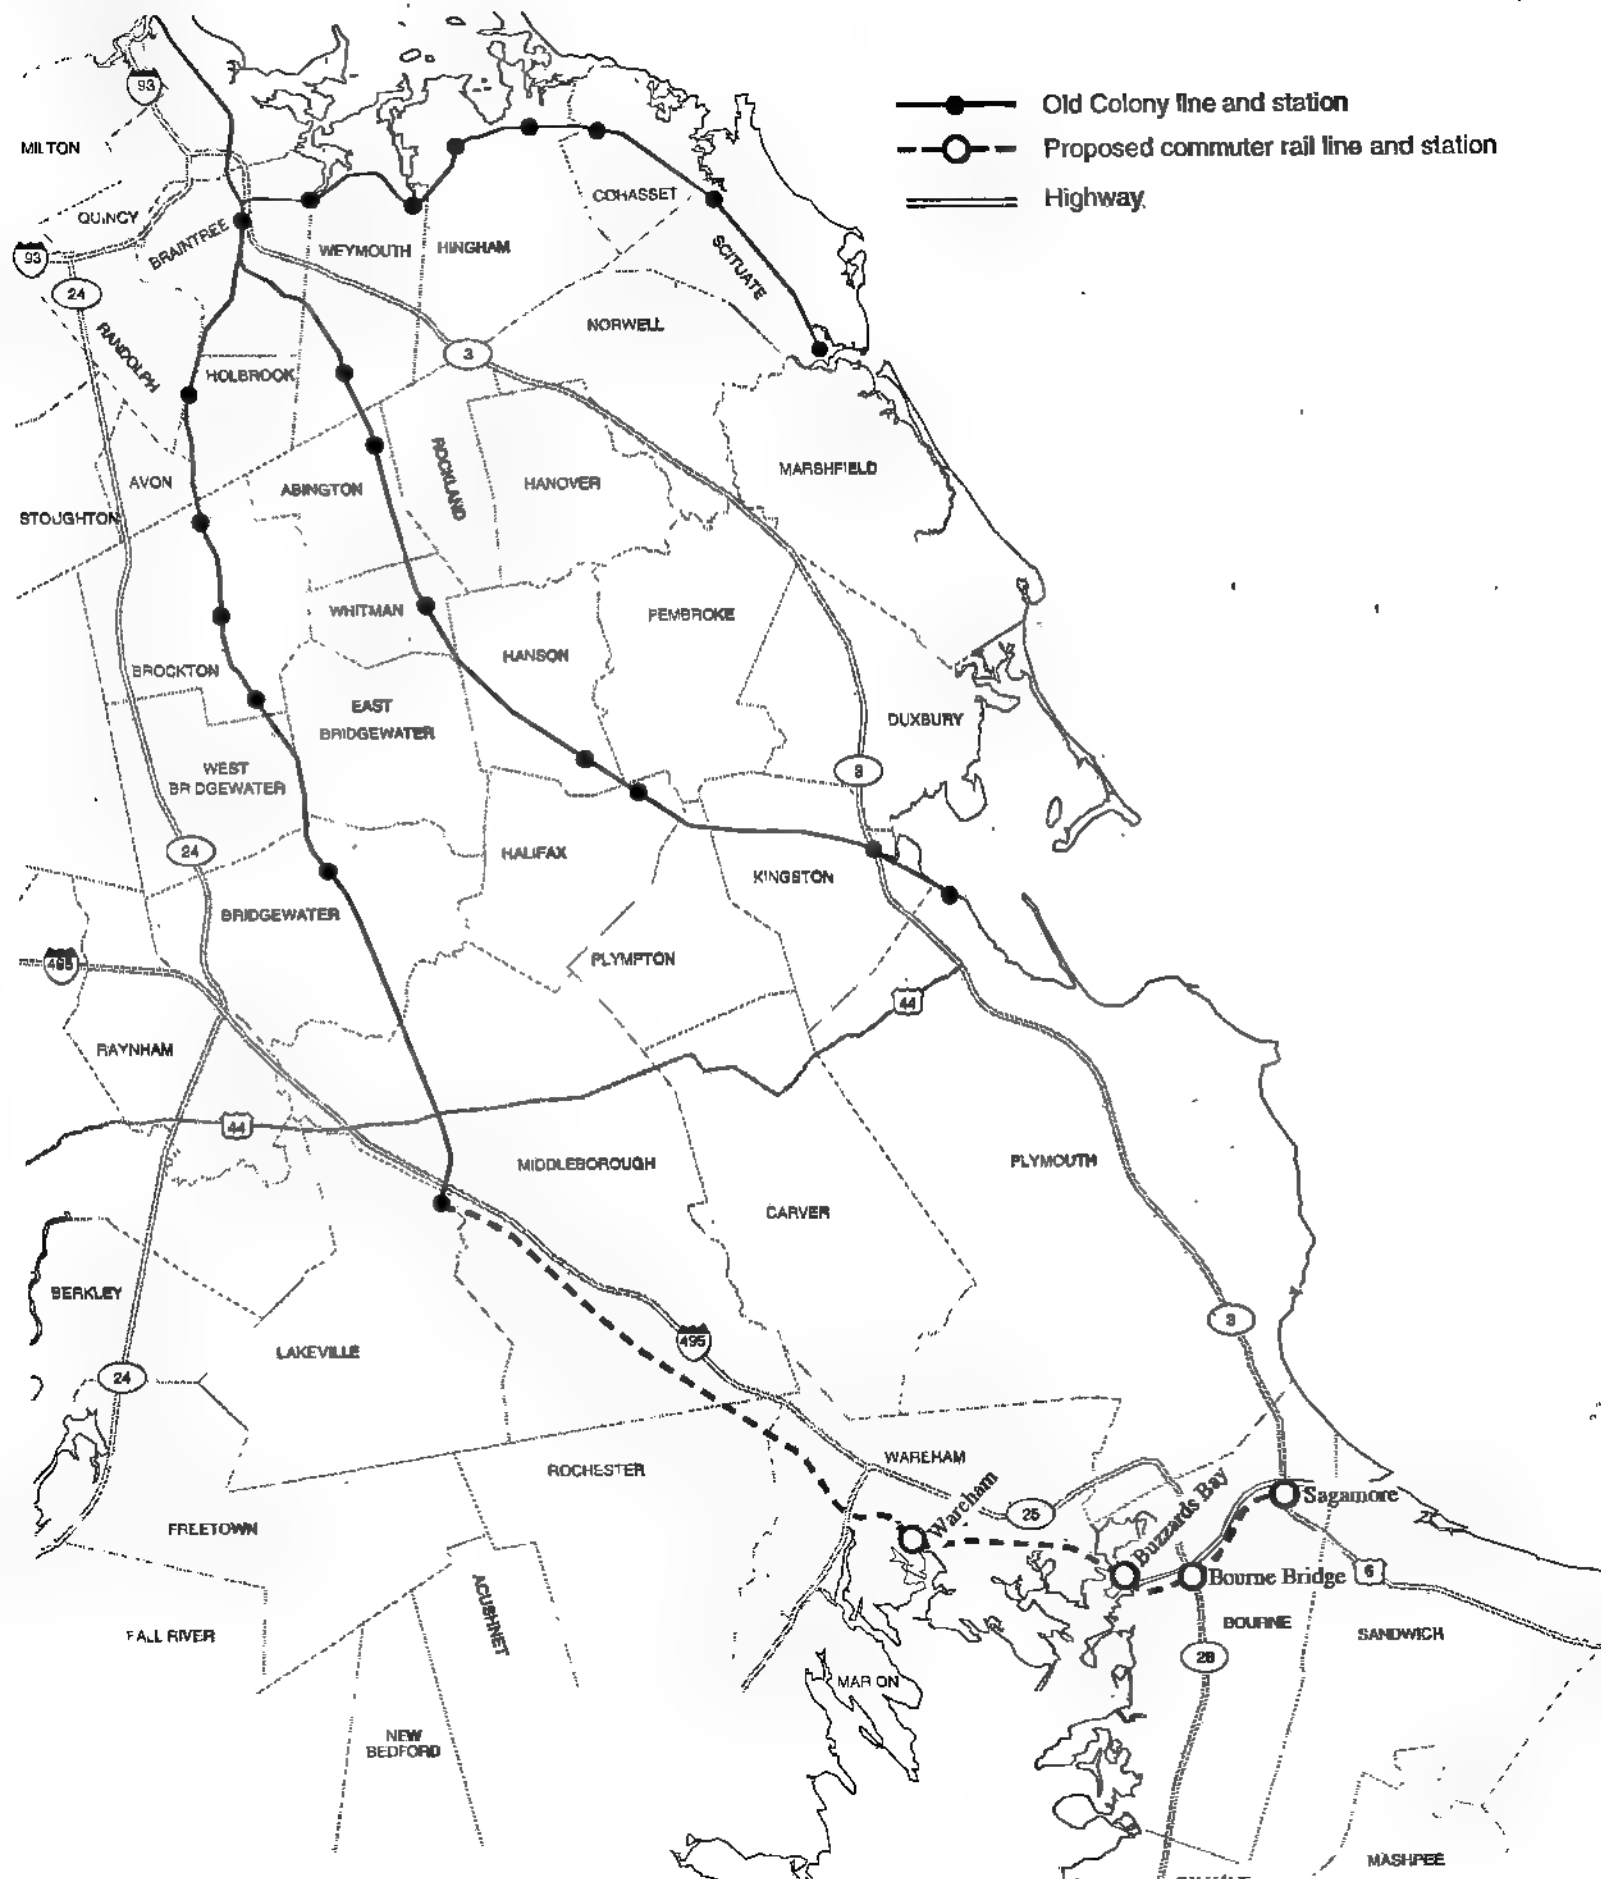 Old Colony line and station
Proposed commuter rail line and station
Highway
93
MILTON
QUINCY
BRAINTREE
WEYMOUTH
HINGHAM
COHASSET
SCITUATE
93
24
RANDOLPH
HOLBROOK
3
NORWELL
AVON
STOUGHTON
ABINGTON
ROCKLAND
HANOVER
MARSHFIELD
WHITMAN
PEMBROKE
HANSON
BROCKTON
EAST
BRIDGEWATER
DUXBURY
WEST
BR DGEWATER
3
24
HALIFAX
KINGSTON
BRIDGEWATER
495
PLYMPTON
44
RAYNHAM
44
MIDDLEBOROUGH
PLYMOUTH
CARVER
BERKLEY
3
495
LAKEVILLE
24
WAREHAM
ROCHESTER
Wareham
25
Buzzards Bay
Sagamore
FREETOWN
Bourne Bridge
6
ACUSHNET
BOURNE
SANDWICH
FALL RIVER
28
MAR ON
NEW
BEDFORD
MASHPEE